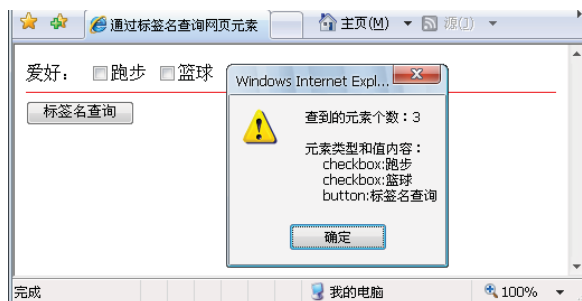 通过标签名查询网页元素
主页(M)
源(J)
爱好： 跑步 篮球
标签名查询
Windows Internet Expl...
查到的元素个数：3
元素类型和值内容：
checkbox:跑步
checkbox:篮球
button:标签名查询
确定
完成
我的电脑
100%